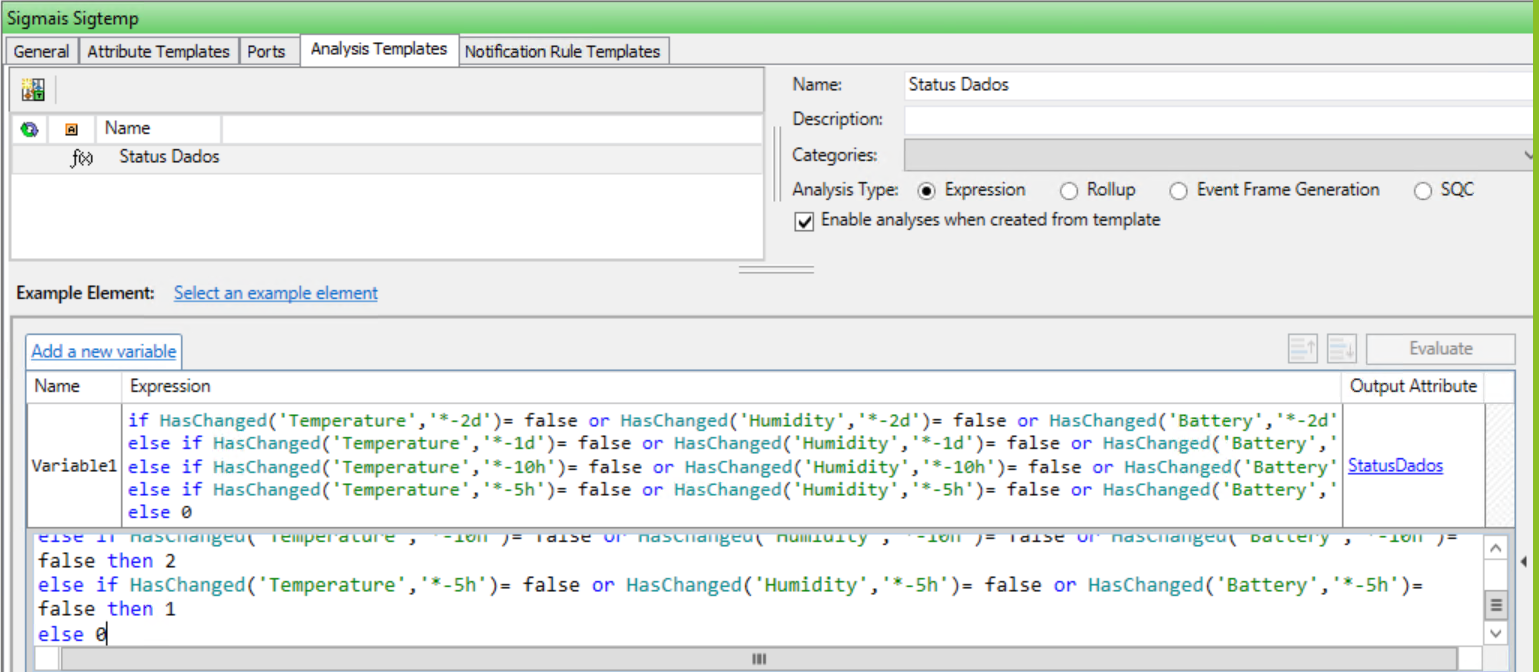 Sigmais Sigtemp
General Attribute Templates Ports Analysis Templates Notification Rule Templates
Name: Status Dados
Description:
Categories:
Analysis Type: Expression Rollup Event Frame Generation SQC
Enable analyses when created from template
Name
f(x) Status Dados
Example Element: Select an example element
Add a new variable Evaluate
Name Expression Output Attribute
if HasChanged('Temperature','*-2d')= false or HasChanged('Humidity','*-2d')= false or HasChanged('Battery','*-2d'
else if HasChanged('Temperature','*-1d')= false or HasChanged('Humidity','*-1d')= false or HasChanged('Battery','
Variable1 else if HasChanged('Temperature','*-10h')= false or HasChanged('Humidity','*-10h')= false or HasChanged('Battery' StatusDados
else if HasChanged('Temperature','*-5h')= false or HasChanged('Humidity','*-5h')= false or HasChanged('Battery','
else 0
else if HasChanged('Temperature','*-10h')= false or HasChanged('Humidity','*-10h')= false or HasChanged('Battery','*-10h')=
false then 2
else if HasChanged('Temperature','*-5h')= false or HasChanged('Humidity','*-5h')= false or HasChanged('Battery','*-5h')=
false then 1
else 0